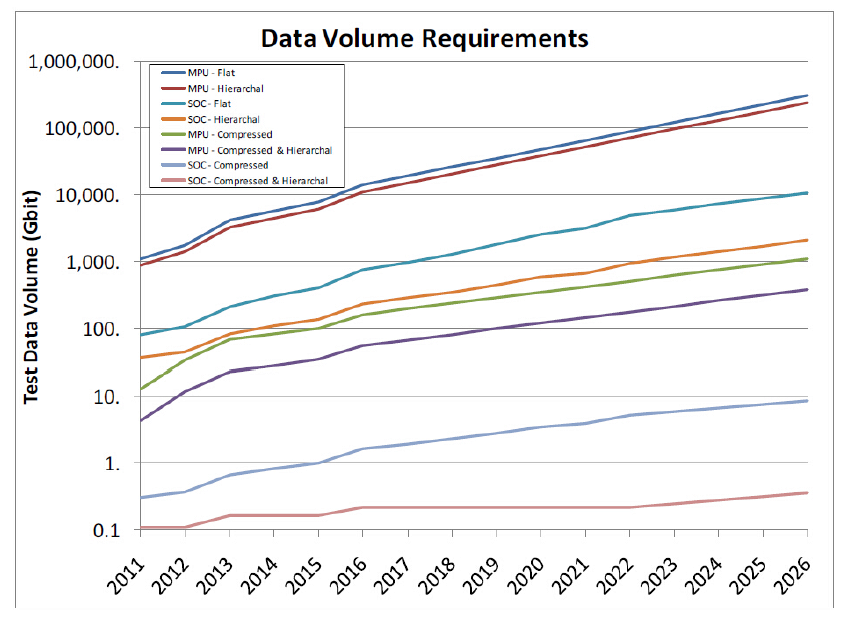 Data Volume Requirements
1,000,000.
100,000.
10,000.
1,000.
100.
10.
1.
0.1
Test Data Volume (Gbit)
MPU - Flat
MPU - Hierarchal
SOC- Flat
SOC- Hierarchal
MPU - Compressed
MPU - Compressed & Hierarchal
SOC- Compressed
SOC- Compressed & Hierarchal
2011
2012
2013
2014
2015
2016
2017
2018
2019
2020
2021
2022
2023
2024
2025
2026